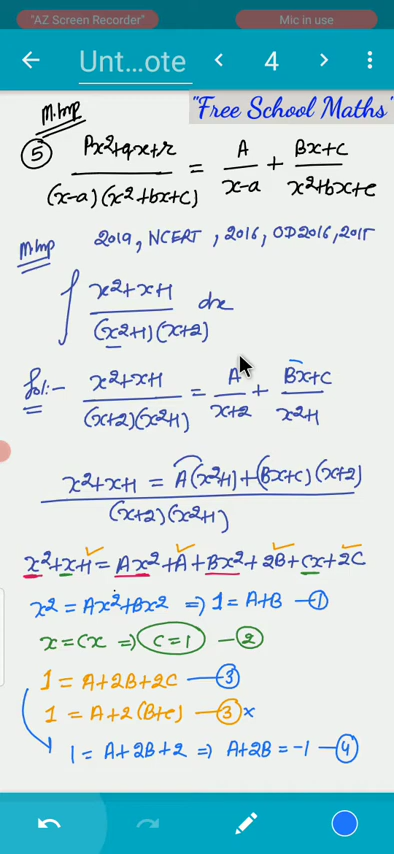 "AZ Screen Recorder" Mic in use
Unt...ote 4
M.Imp "Free School Maths"
⑤ Px2+qx+r/(x-a)(x²+bx+c) = A/x-a + Bx+C/x²+bx+c
M.Imp 2019, NCERT, 2016, OD2016, 2015
∫ x²+x+1/(x²+1)(x+2) dx
Sol:- x²+x+1/(x+2)(x²+1) = A/x+2 + Bx+C/x²+1
x²+x+1 = A(x²+1)+(Bx+C)(x+2)/(x+2)(x²+1)
x²+x+1 = Ax²+A+Bx²+2B+Cx+2C
x² = Ax²+Bx² => 1 = A+B —①
x = Cx => C=1 —②
1 = A+2B+2C —③
1 = A+2(B+C) —③ x
1 = A+2B+2 => A+2B = -1 —④